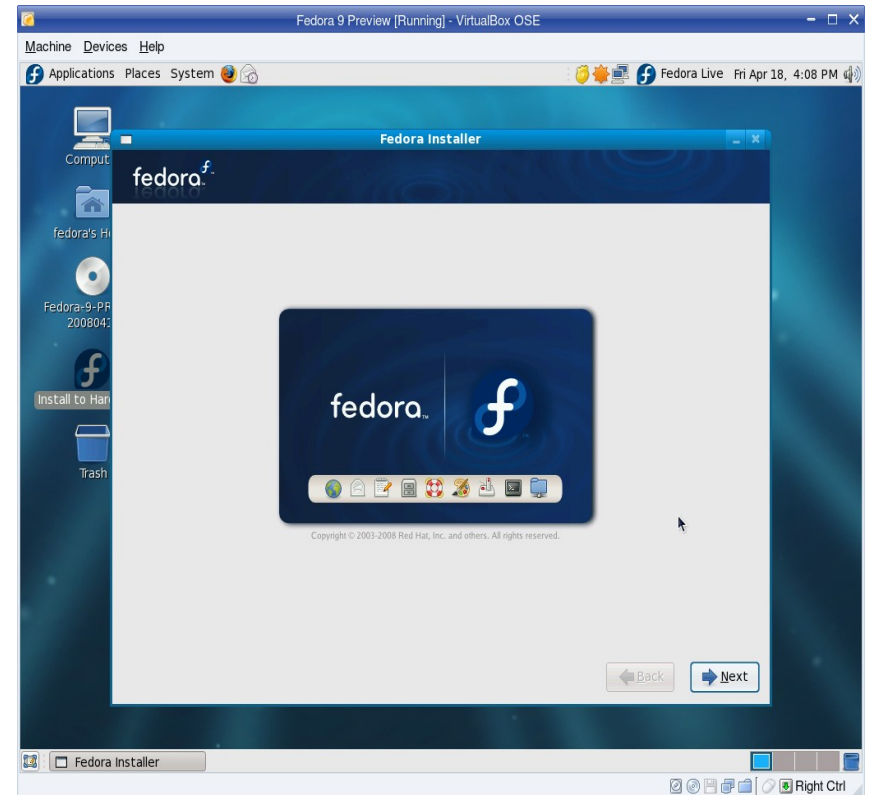 Fedora 9 Preview [Running] - VirtualBox OSE
Machine Devices Help
Applications Places System
Fedora Live Fri Apr 18, 4:08 PM
Comput
fedora's H
Fedora-9-PR
200804
Install to Har
Trash
Fedora Installer
fedora
fedora™
Copyright © 2003-2008 Red Hat, Inc. and others. All rights reserved.
Back
Next
Fedora Installer
Right Ctrl